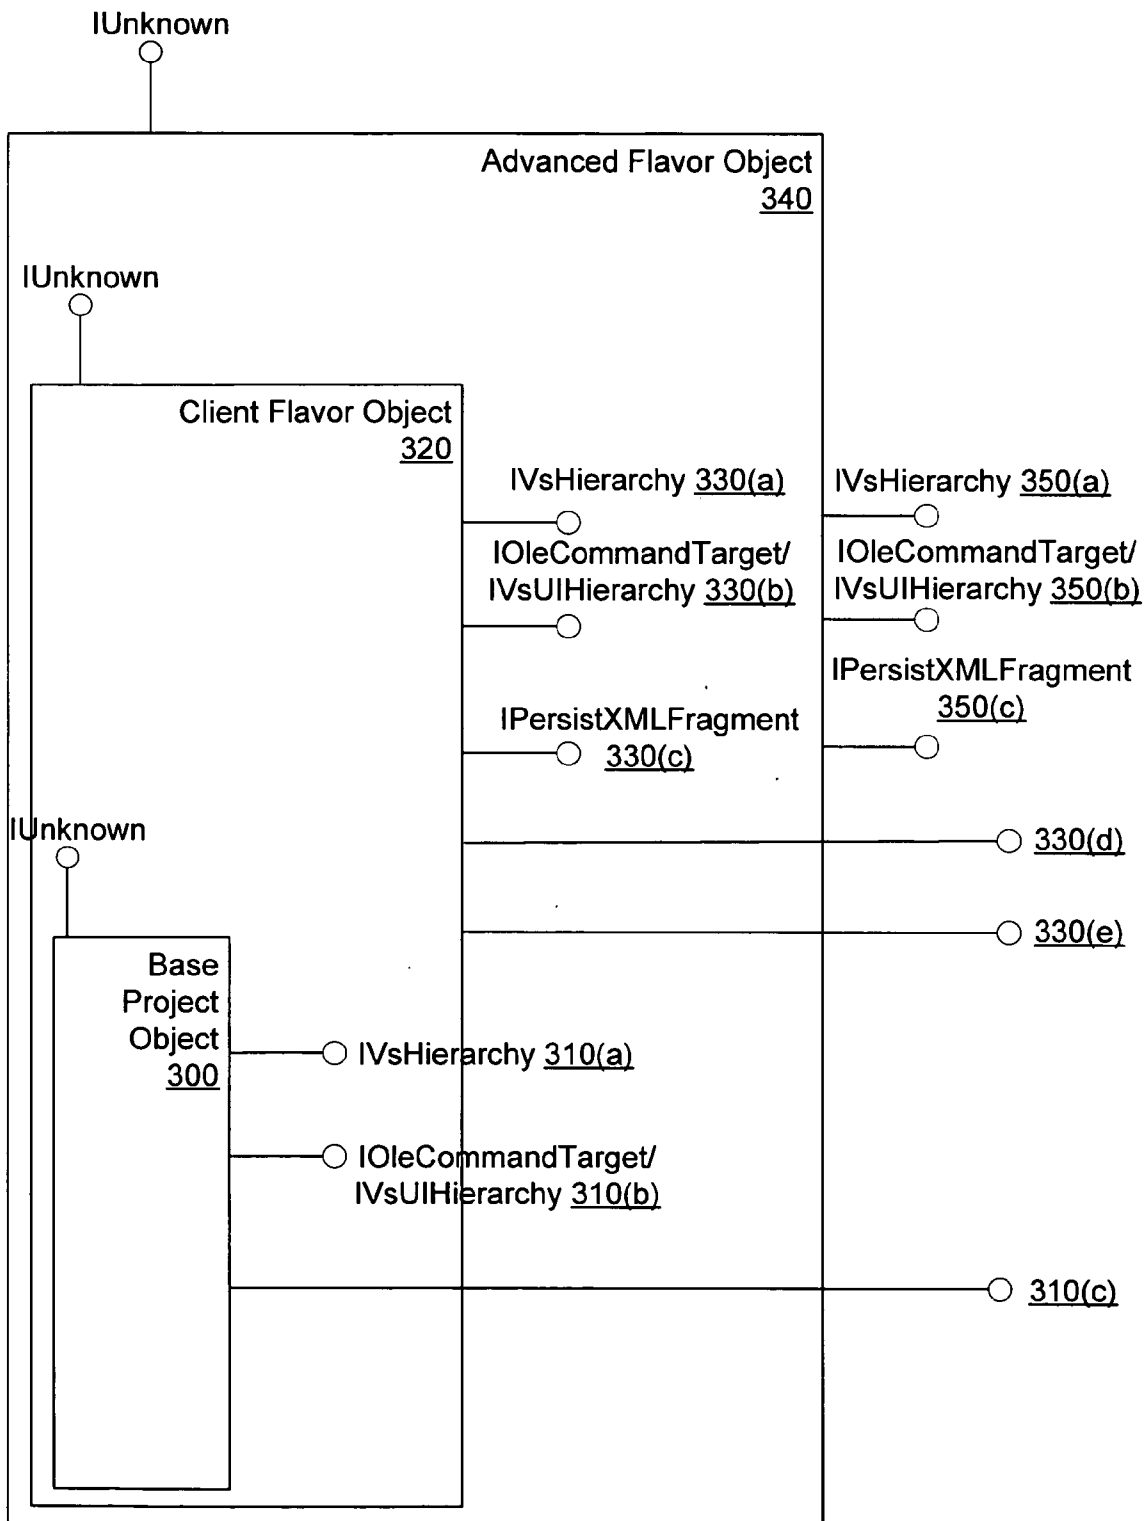 IUnknown
Advanced Flavor Object
340
IUnknown
Client Flavor Object
320
IVsHierarchy 330(a)
IVsHierarchy 350(a)
IOleCommandTarget/
IVsUIHierarchy 330(b)
IOleCommandTarget/
IVsUIHierarchy 350(b)
IPersistXMLFragment
350(c)
IPersistXMLFragment
330(c)
IUnknown
330(d)
330(e)
Base
Project
Object
300
IVsHierarchy 310(a)
IOleCommandTarget/
IVsUIHierarchy 310(b)
310(c)